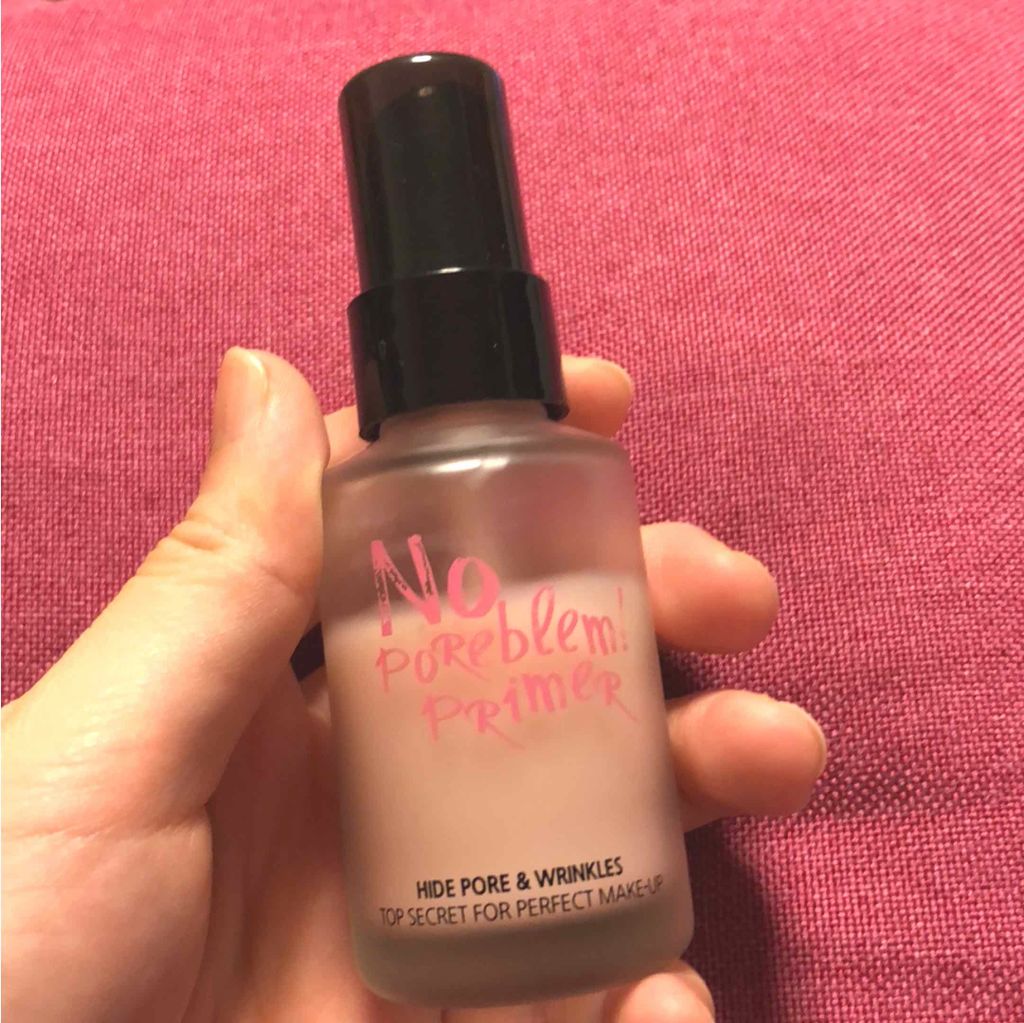 No
POREblem!
PRimeR
HIDE PORE & WRINKLES
TOP SECRET FOR PERFECT MAKE-UP